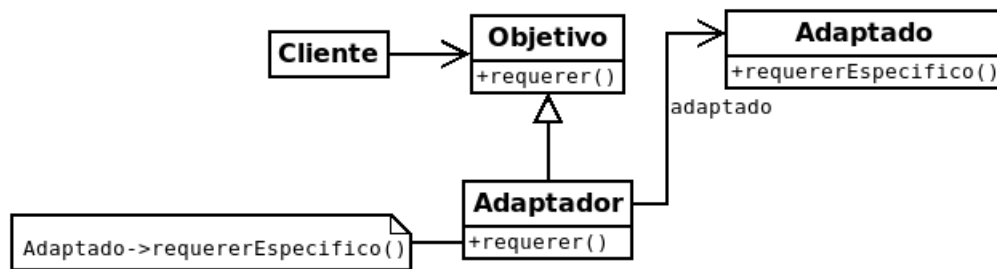 Cliente
Objetivo
+requerer()
Adaptado
+requererEspecifico()
adaptado
Adaptador
+requerer()
Adaptado->requererEspecifico()